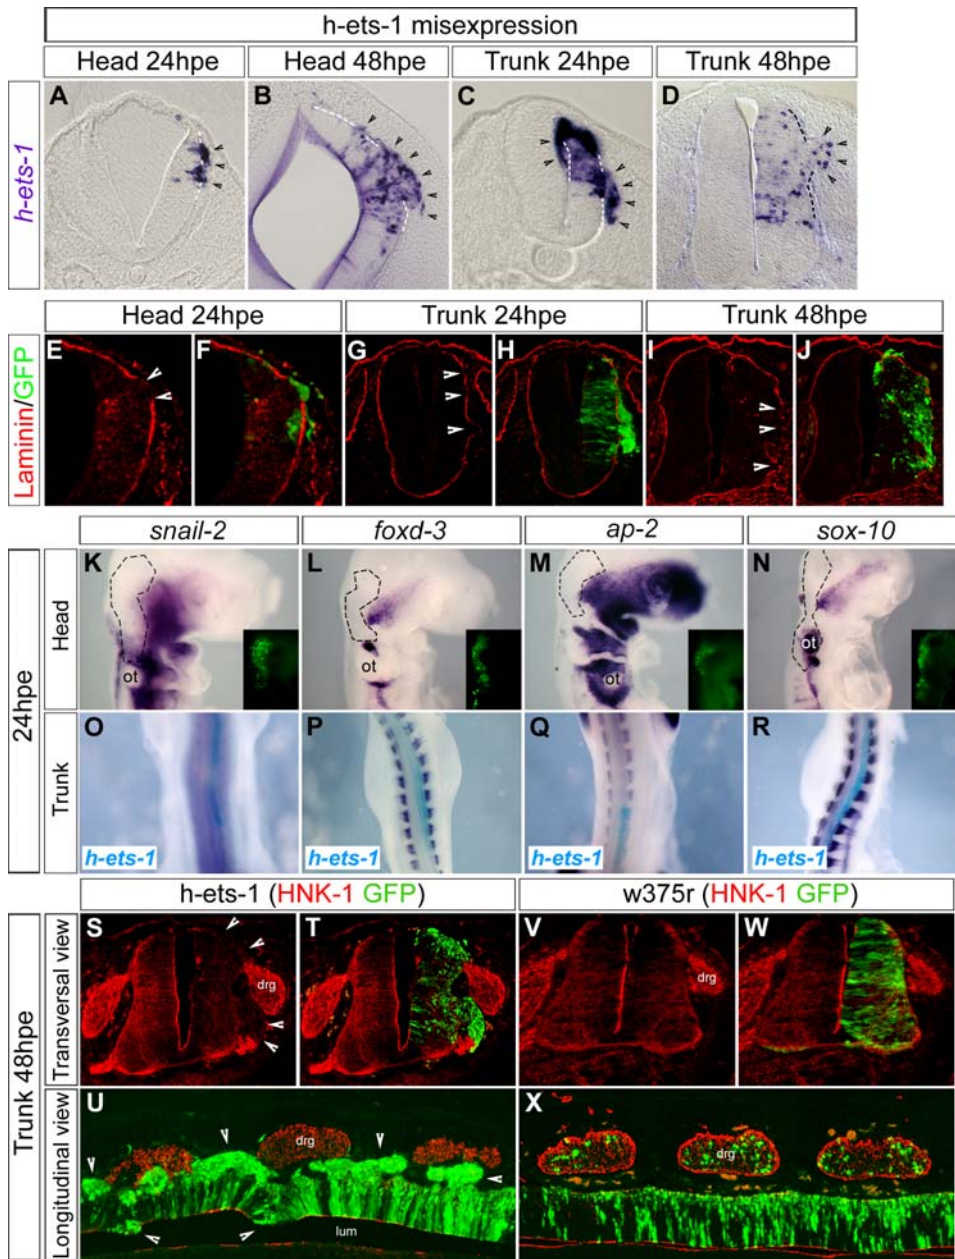 h-ets-1 misexpression
Head 24hpe Head 48hpe Trunk 24hpe Trunk 48hpe
h-ets-1
A B C D
Head 24hpe Trunk 24hpe Trunk 48hpe
Laminin/GFP
E F G H I J
snail-2 foxd-3 ap-2 sox-10
24hpe
Head
K L M N
ot ot ot ot
Trunk
O P Q R
h-ets-1 h-ets-1 h-ets-1 h-ets-1
h-ets-1 (HNK-1 GFP) w375r (HNK-1 GFP)
Trunk 48hpe
Transversal view
S T V W
drg drg
Longitudinal view
U X
drg drg
lum